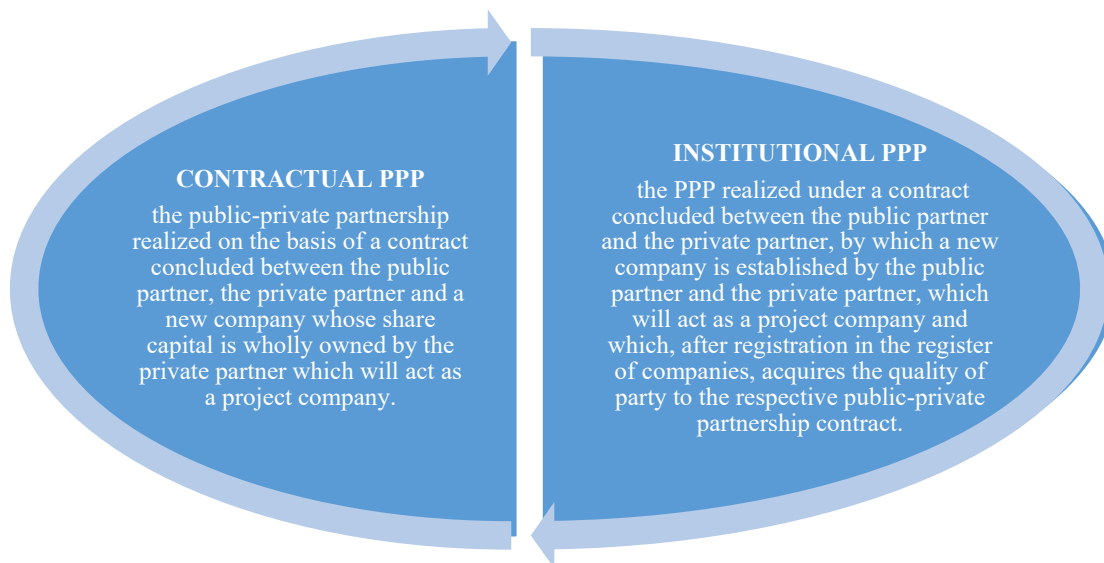 CONTRACTUAL PPP
the public-private partnership
realized on the basis of a contract
concluded between the public
partner, the private partner and a
new company whose share
capital is wholly owned by the
private partner which will act as
a project company.
INSTITUTIONAL PPP
the PPP realized under a contract
concluded between the public partner
and the private partner, by which a new
company is established by the public
partner and the private partner, which
will act as a project company and
which, after registration in the register
of companies, acquires the quality of
party to the respective public-private
partnership contract.